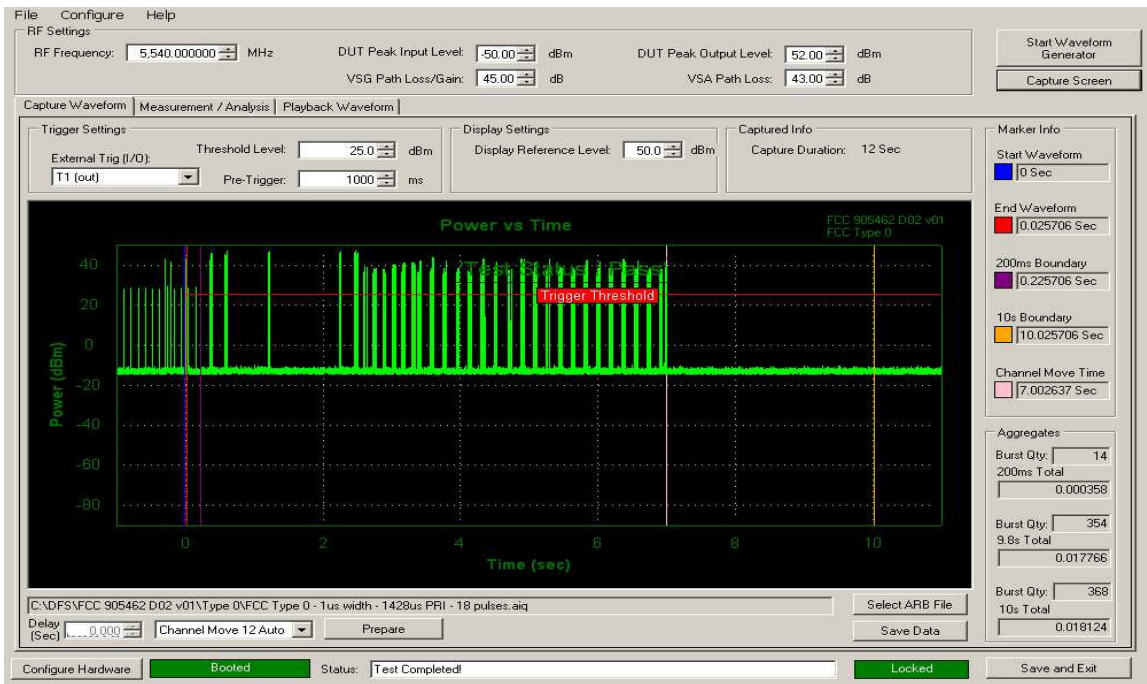 File Configure Help
RF Settings
RF Frequency: 5,540.000000 MHz
DUT Peak Input Level: -50.00 dBm
DUT Peak Output Level: 52.00 dBm
VSG Path Loss/Gain: 45.00 dB
VSA Path Loss: 43.00 dB
Start Waveform
Generator
Capture Screen
Capture Waveform Measurement / Analysis Playback Waveform
Trigger Settings
External Trig (I/O):
T1 (out)
Threshold Level: 25.0 dBm
Pre-Trigger: 1000 ms
Display Settings
Display Reference Level: 50.0 dBm
Captured Info
Capture Duration: 12 Sec
Marker Info
Start Waveform
0 Sec
End Waveform
0.025706 Sec
200ms Boundary
0.225706 Sec
10s Boundary
10.025706 Sec
Channel Move Time
7.002637 Sec
Power vs Time
FCC 905462 D02 v01
FCC Type 0
Test Status : Pass
Trigger Threshold
Power (dBm)
40
20
0
-20
-40
-60
-80
0 2 4 6 8 10
Time (sec)
Aggregates
Burst Qty: 14
200ms Total
0.000358
Burst Qty: 354
9.8s Total
0.017766
Burst Qty: 368
10s Total
0.018124
C:\DFS\FCC 905462 D02 v01\Type 0\FCC Type 0 - 1us width - 1428us PRI - 18 pulses.aiq
Select ARB File
Delay
(Sec) 0.000
Channel Move 12 Auto
Prepare
Save Data
Configure Hardware
Booted
Status: Test Completed!
Locked
Save and Exit